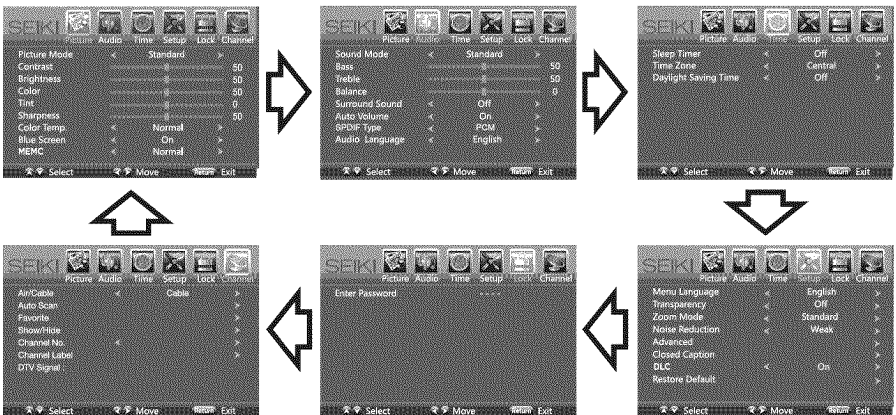 SEIKI
Picture Audio Time Setup Lock Channel
Picture Mode Standard
Contrast 50
Brightness 50
Color 50
Tint 0
Sharpness 50
Color Temp. Normal
Blue Screen On
MEMC Normal
Select Move Return Exit
SEIKI
Picture Audio Time Setup Lock Channel
Sound Mode Standard
Bass 50
Treble 50
Balance 0
Surround Sound Off
Auto Volume On
SPDIF Type PCM
Audio Language English
Select Move Return Exit
SEIKI
Picture Audio Time Setup Lock Channel
Sleep Timer Off
Time Zone Central
Daylight Saving Time Off
Select Move Return Exit
SEIKI
Picture Audio Time Setup Lock Channel
Air/Cable Cable
Auto Scan
Favorite
Show/Hide
Channel No.
Channel Label
DTV Signal
Select Move Return Exit
SEIKI
Picture Audio Time Setup Lock Channel
Enter Password - - - -
Select Move Return Exit
SEIKI
Picture Audio Time Setup Lock Channel
Menu Language English
Transparency Off
Zoom Mode Standard
Noise Reduction Weak
Advanced
Closed Caption
DLC On
Restore Default
Select Move Return Exit